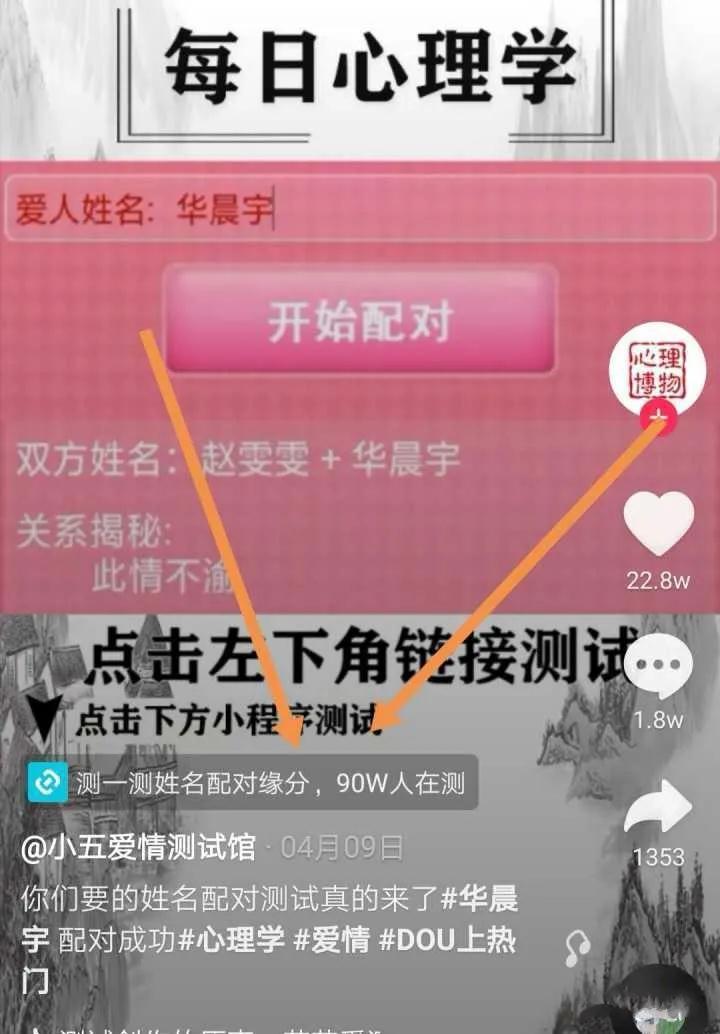 每日心理学
爱人姓名：华晨宇
开始配对
心理
博物
双方姓名：赵雯雯 + 华晨宇
关系揭秘:
此情不渝
22.8w
点击左下角链接测试
1.8w
点击下方小程序测试
测一测姓名配对缘分，90W人在测
@小五爱情测试馆 · 04月09日
1353
你们要的姓名配对测试真的来了#华晨
宇 配对成功#心理学 #爱情 #DOU上热
门